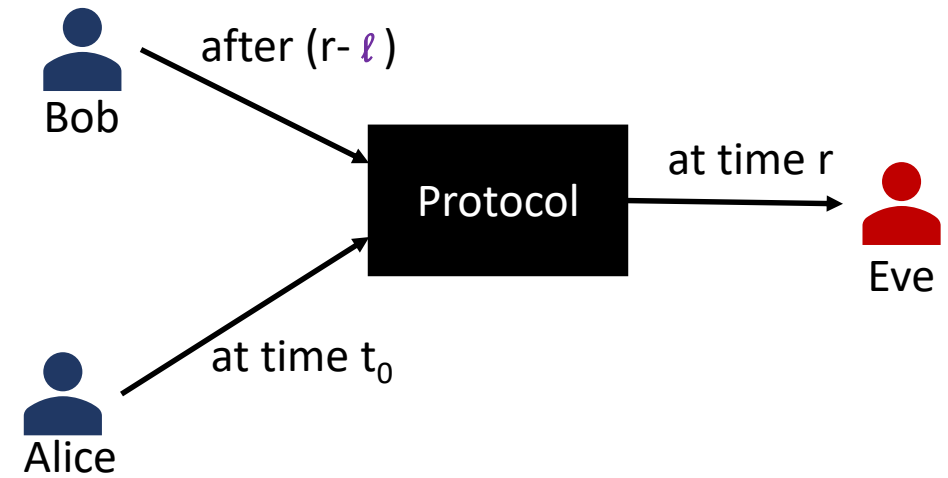 after (r- ℓ )
Bob
at time r
Protocol
Eve
at time t₀
Alice